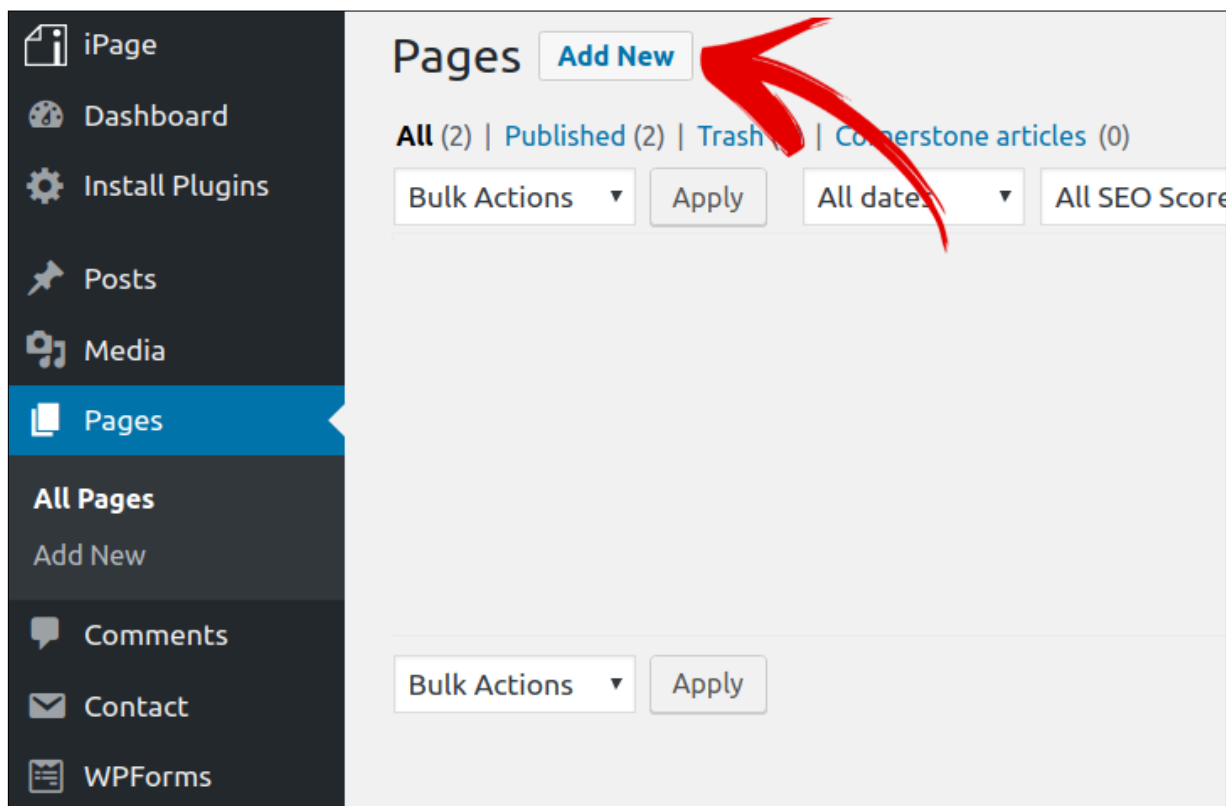 iPage
Dashboard
Install Plugins
Posts
Media
Pages
All Pages
Add New
Comments
Contact
WPForms
Pages Add New
All (2) | Published (2) | Trash | Cornerstone articles (0)
Bulk Actions Apply All dates All SEO Score
Bulk Actions Apply